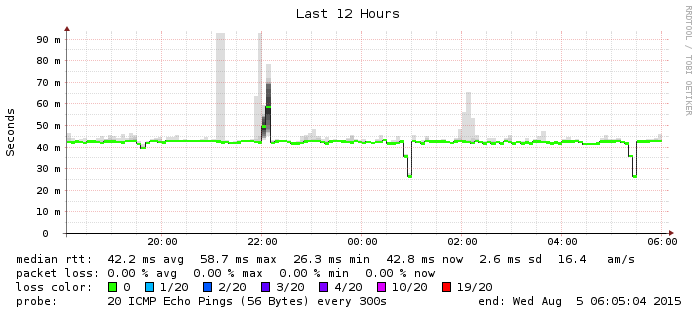 Last 12 Hours
RRDTOOL / TOBI OETIKER
Seconds
90 m
80 m
70 m
60 m
50 m
40 m
30 m
20 m
10 m
0
20:00 22:00 00:00 02:00 04:00 06:00
median rtt: 42.2 ms avg 58.7 ms max 26.3 ms min 42.8 ms now 2.6 ms sd 16.4 am/s
packet loss: 0.00 % avg 0.00 % max 0.00 % min 0.00 % now
loss color: 0 1/20 2/20 3/20 4/20 10/20 19/20
probe: 20 ICMP Echo Pings (56 Bytes) every 300s end: Wed Aug 5 06:05:04 2015